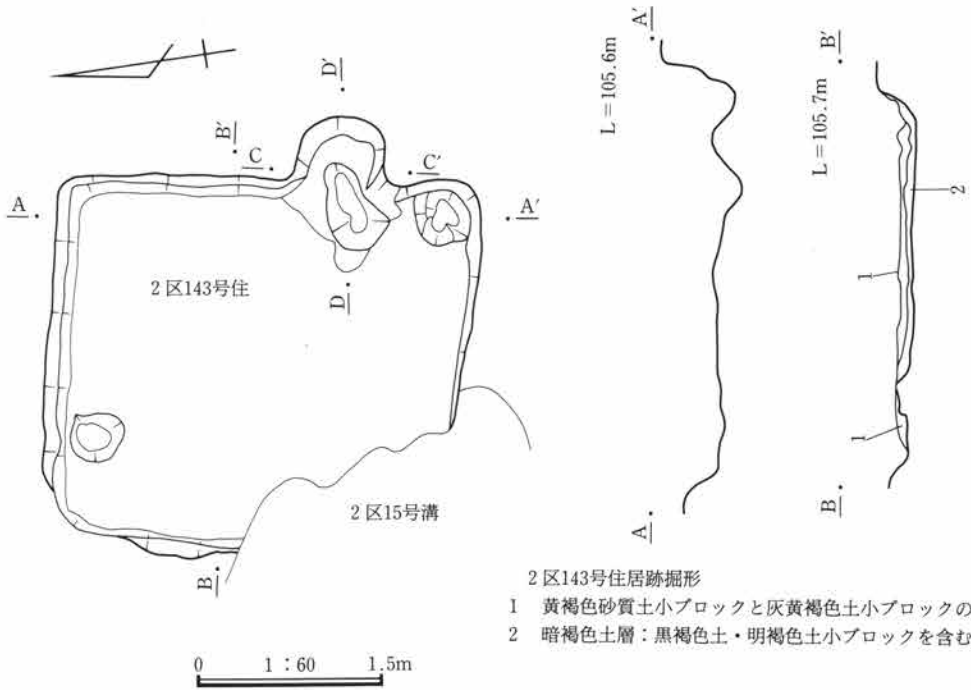 D′
B′
C
C′
A
A′
2区143号住
D
2区15号溝
B
A′
L＝105.6m
A
B′
L＝105.7m
2
1
1
B
2区143号住居跡掘形
1 黄褐色砂質土小ブロックと灰黄褐色土小ブロックの
2 暗褐色土層：黒褐色土・明褐色土小ブロックを含む
0 1：60 1.5m